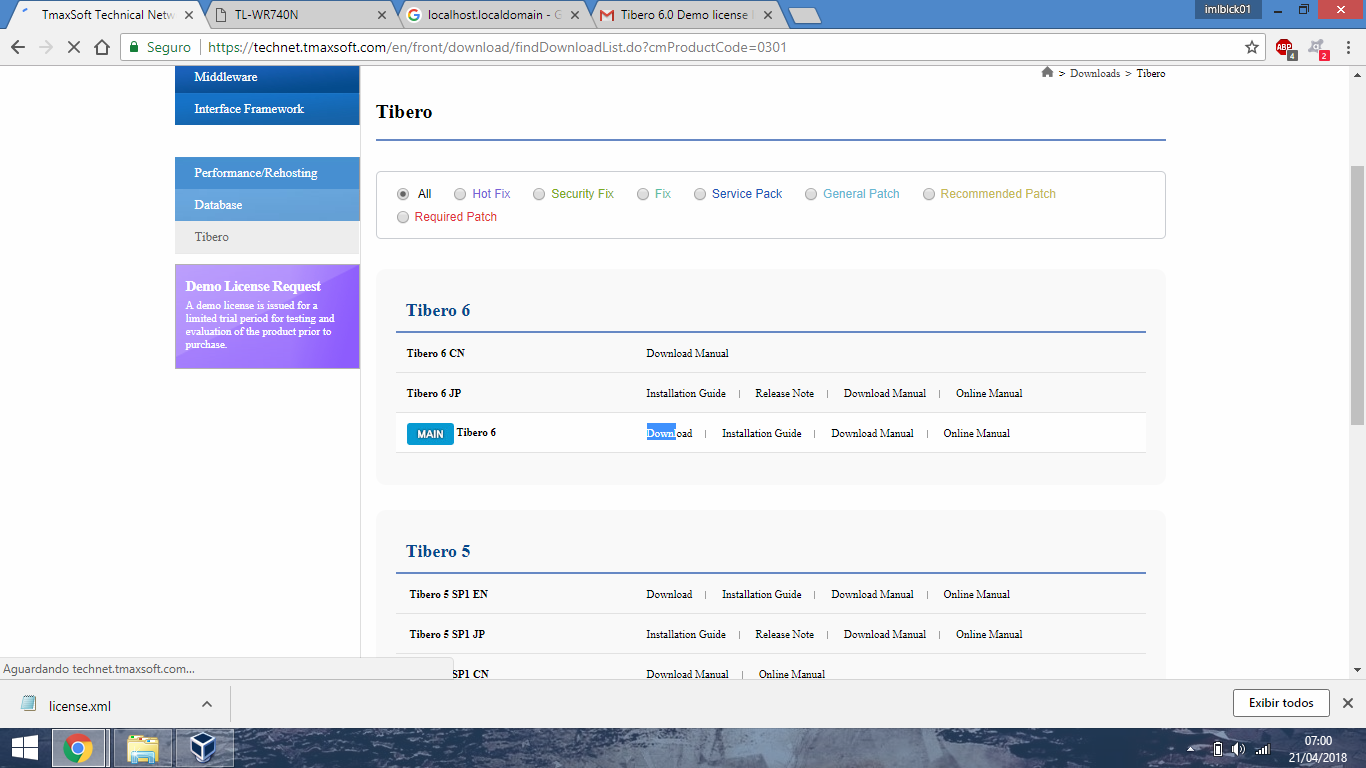 TmaxSoft Technical Netw
TL-WR740N
localhost.localdomain - G
Tibero 6.0 Demo license
imlblck01
Seguro
https://technet.tmaxsoft.com/en/front/download/findDownloadList.do?cmProductCode=0301
ABP
4
2
Middleware
Interface Framework
Performance/Rehosting
Database
Tibero
Demo License Request
A demo license is issued for a
limited trial period for testing and
evaluation of the product prior to
purchase.
> Downloads > Tibero
Tibero
All
Hot Fix
Security Fix
Fix
Service Pack
General Patch
Recommended Patch
Required Patch
Tibero 6
Tibero 6 CN
Download Manual
Tibero 6 JP
Installation Guide | Release Note | Download Manual | Online Manual
MAIN Tibero 6
Download | Installation Guide | Download Manual | Online Manual
Tibero 5
Tibero 5 SP1 EN
Download | Installation Guide | Download Manual | Online Manual
Tibero 5 SP1 JP
Installation Guide | Release Note | Download Manual | Online Manual
SP1 CN
Download Manual | Online Manual
Aguardando technet.tmaxsoft.com...
license.xml
Exibir todos
07:00
21/04/2018